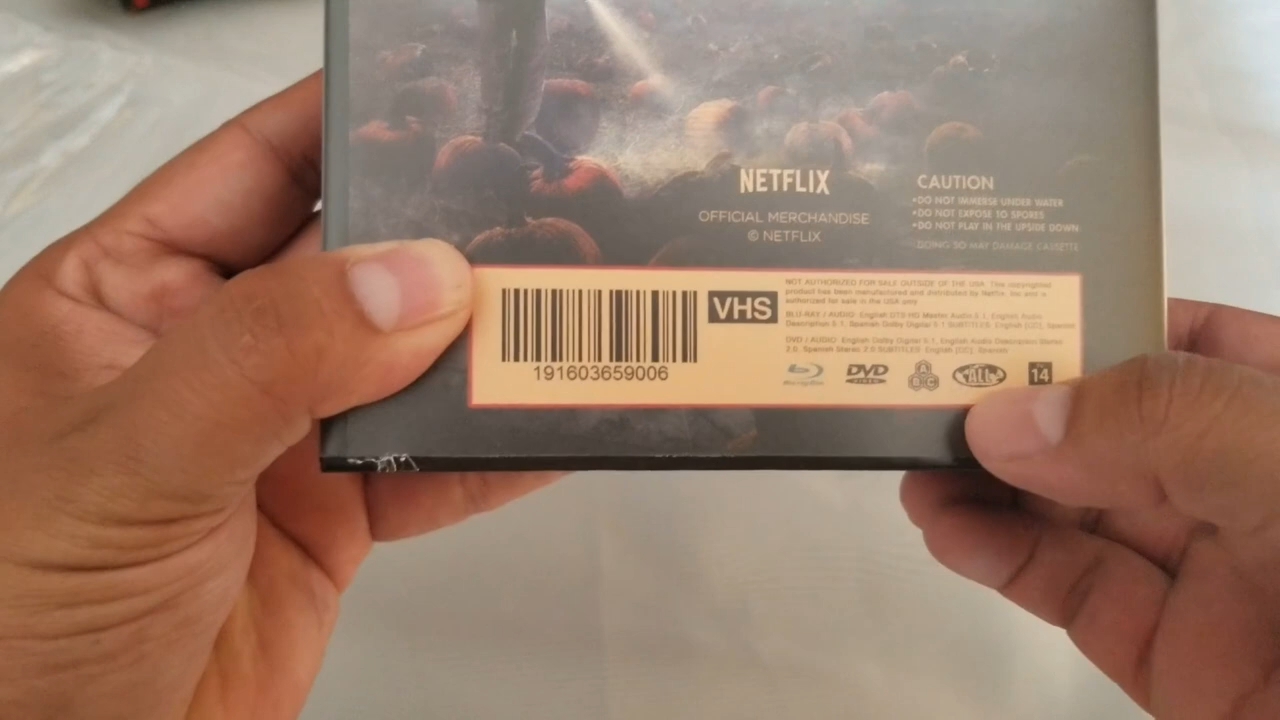 NETFLIX
OFFICIAL MERCHANDISE
© NETFLIX
CAUTION
•DO NOT IMMERSE UNDER WATER
•DO NOT EXPOSE TO SPORES
•DO NOT PLAY IN THE UPSIDE DOWN
DOING SO MAY DAMAGE CASSETTE
191603659006
VHS
NOT AUTHORIZED FOR SALE OUTSIDE OF THE USA. This copyrighted
product has been manufactured and distributed by Netflix, Inc and is
authorized for sale in the USA only
BLU-RAY / AUDIO: English DTS HD Master Audio 5.1, English Audio
Description 5.1, Spanish Dolby Digital 5.1 SUBTITLES: English (CC), Spanish
DVD / AUDIO: English Dolby Digital 5.1, English Audio Description Stereo
2.0, Spanish Stereo 2.0 SUBTITLES: English (CC), Spanish
Blu-ray Disc
DVD
VIDEO
A
B C
ALL
14